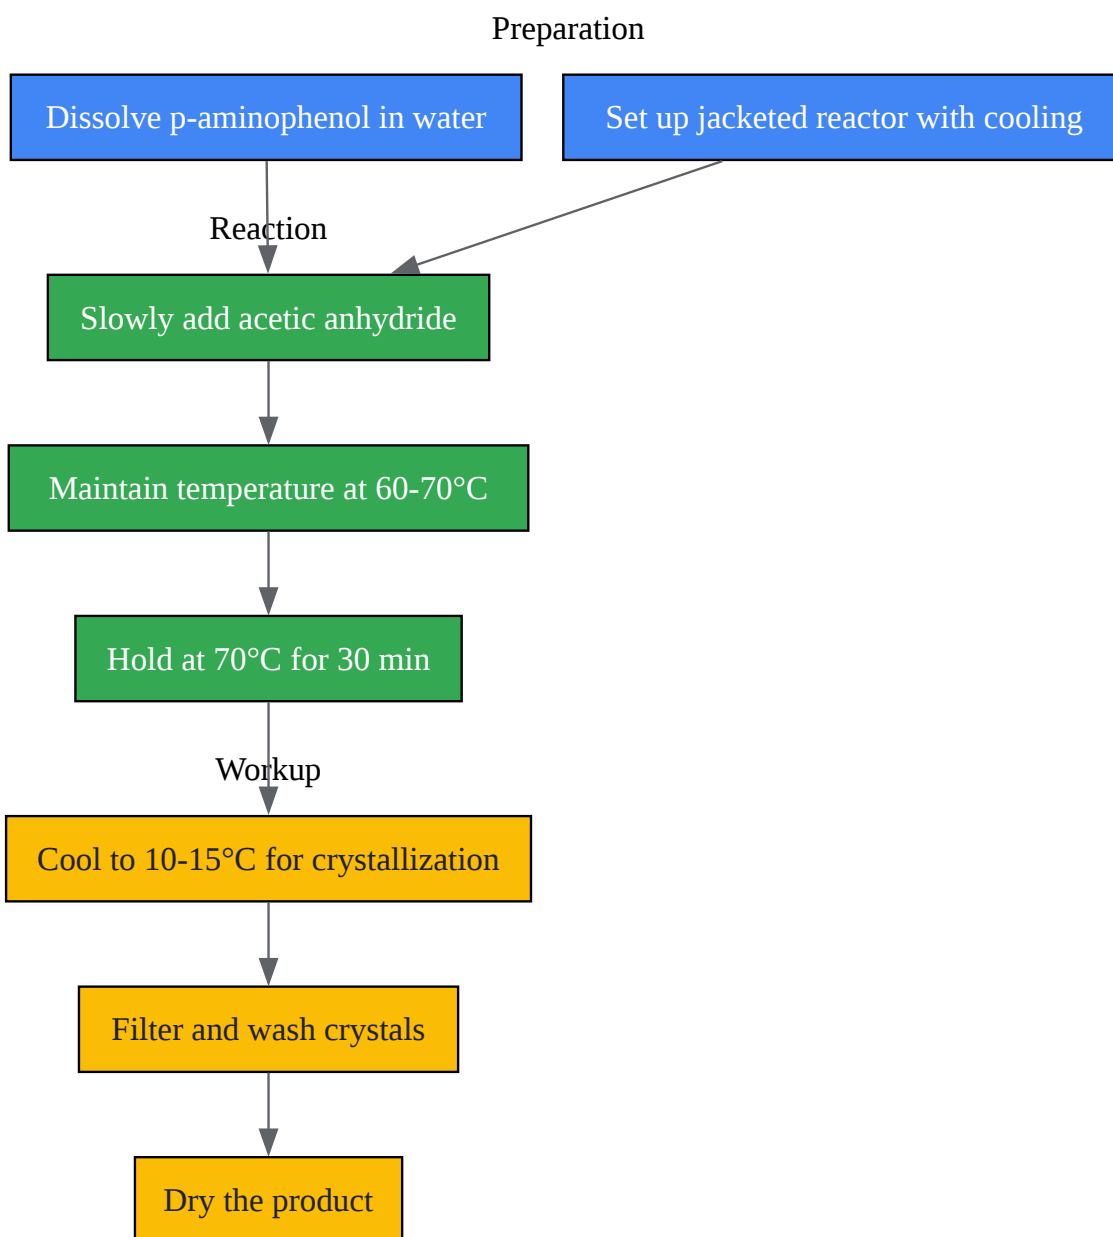 Preparation
Dissolve p-aminophenol in water
Set up jacketed reactor with cooling
Reaction
Slowly add acetic anhydride
Maintain temperature at 60-70°C
Hold at 70°C for 30 min
Workup
Cool to 10-15°C for crystallization
Filter and wash crystals
Dry the product